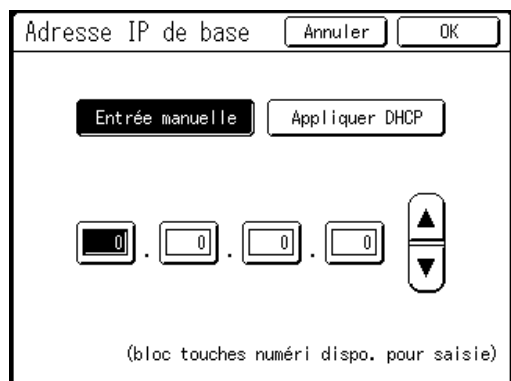 Adresse IP de base Annuler OK
Entrée manuelle Appliquer DHCP
0 . 0 . 0 . 0
(bloc touches numéri dispo. pour saisie)